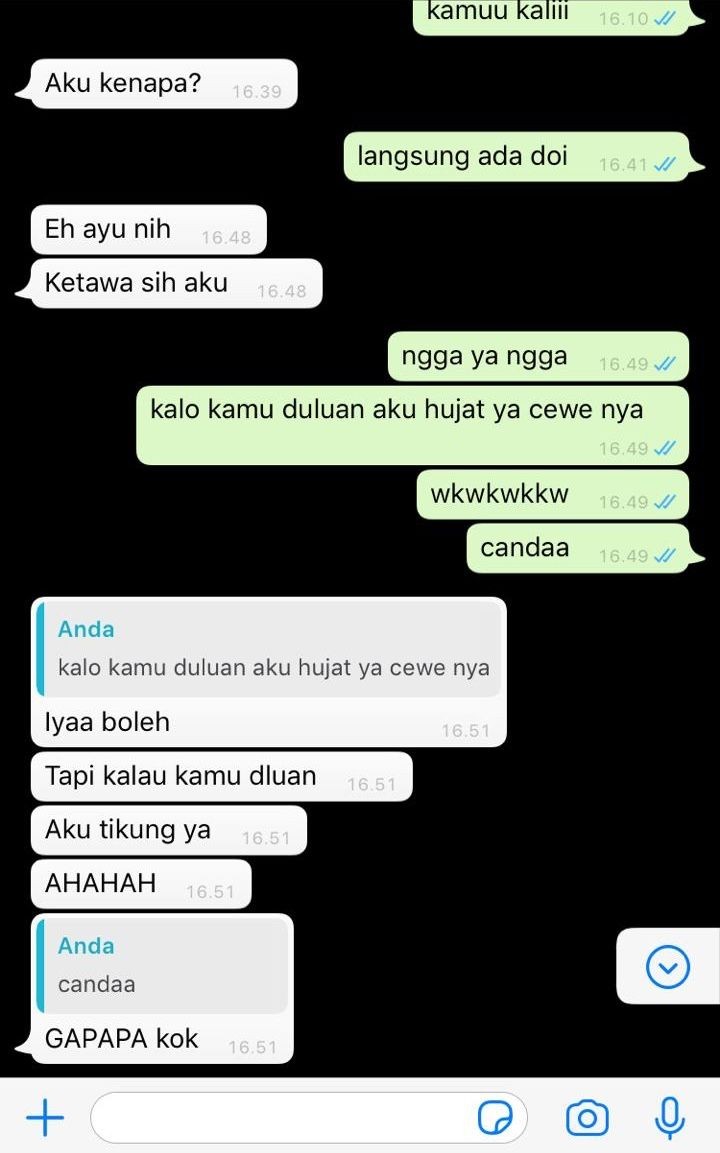 kamuu kaliii 16.10
Aku kenapa? 16.39
langsung ada doi 16.41
Eh ayu nih 16.48
Ketawa sih aku 16.48
ngga ya ngga 16.49
kalo kamu duluan aku hujat ya cewe nya
16.49
wkwkwkkw 16.49
candaa 16.49
Anda
kalo kamu duluan aku hujat ya cewe nya
Iyaa boleh 16.51
Tapi kalau kamu dluan 16.51
Aku tikung ya 16.51
AHAHAH 16.51
Anda
candaa
GAPAPA kok 16.51